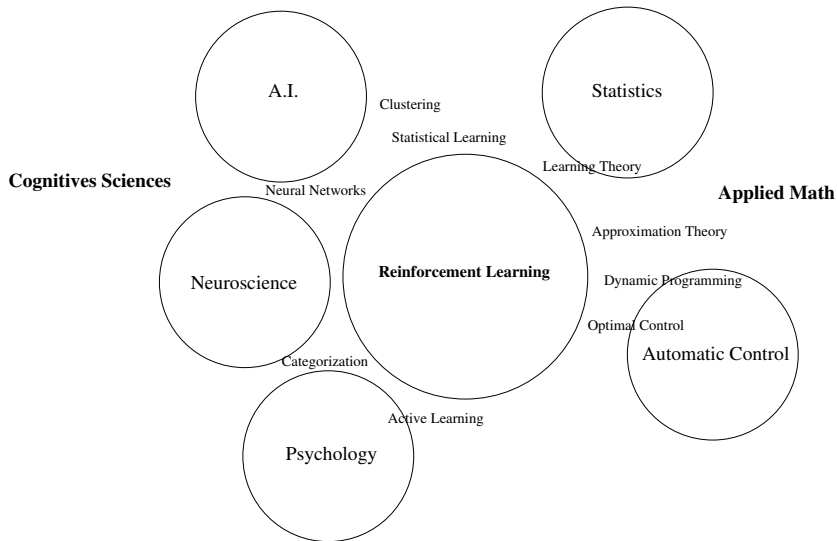 A.I.
Statistics
Clustering
Statistical Learning
Learning Theory
Cognitives Sciences
Neural Networks
Applied Math
Approximation Theory
Reinforcement Learning
Neuroscience
Dynamic Programming
Optimal Control
Automatic Control
Categorization
Active Learning
Psychology